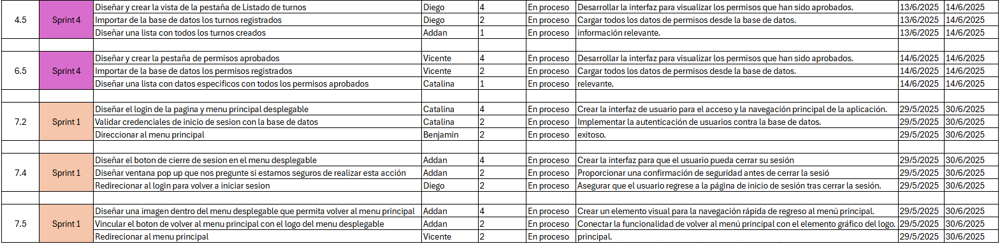 Diseñar y crear la vista de la pestaña de Listado de turnos Diego 4 En proceso Desarrollar la interfaz para visualizar los permisos que han sido aprobados. 13/6/2025 14/6/2025
4.5 Sprint 4 Importar de la base de datos los turnos registrados Diego 2 En proceso Cargar todos los datos de permisos desde la base de datos. 13/6/2025 14/6/2025
Diseñar una lista con todos los turnos creados Addan 1 En proceso información relevante. 13/6/2025 14/6/2025
Diseñar y crear la pestaña de permisos aprobados Vicente 4 En proceso Desarrollar la interfaz para visualizar los permisos que han sido aprobados. 14/6/2025 14/6/2025
6.5 Sprint 4 Importar de la base de datos los permisos registrados Vicente 2 En proceso Cargar todos los datos de permisos desde la base de datos. 14/6/2025 14/6/2025
Diseñar una lista con datos especificos con todos los permisos aprobados Catalina 1 En proceso relevante. 14/6/2025 14/6/2025
Diseñar el login de la pagina y menu principal desplegable Catalina 4 En proceso Crear la interfaz de usuario para el acceso y la navegación principal de la aplicación. 29/5/2025 30/6/2025
7.2 Sprint 1 Validar credenciales de inicio de sesion con la base de datos Catalina 2 En proceso Implementar la autenticación de usuarios contra la base de datos. 29/5/2025 30/6/2025
Direccionar al menu principal Benjamin 2 En proceso exitoso. 29/5/2025 30/6/2025
Diseñar el boton de cierre de sesion en el menu desplegable Addan 4 En proceso Crear la interfaz para que el usuario pueda cerrar su sesión 29/5/2025 30/6/2025
7.4 Sprint 1 Diseñar ventana pop up que nos pregunte si estamos seguros de realizar esta acción Addan 2 En proceso Proporcionar una confirmación de seguridad antes de cerrar la sesió 29/5/2025 30/6/2025
Redirecionar al login para volver a iniciar sesion Diego 2 En proceso Asegurar que el usuario regrese a la página de inicio de sesión tras cerrar la sesión. 29/5/2025 30/6/2025
Diseñar una imagen dentro del menu desplegable que permita volver al menu principal Addan 4 En proceso Crear un elemento visual para la navegación rápida de regreso al menú principal. 29/5/2025 30/6/2025
7.5 Sprint 1 Vincular el boton de volver al menu principal con el logo del menu desplegable Addan 2 En proceso Conectar la funcionalidad de volver al menú principal con el elemento gráfico del logo. 29/5/2025 30/6/2025
Redirecionar al menu principal Vicente 2 En proceso principal. 29/5/2025 30/6/2025